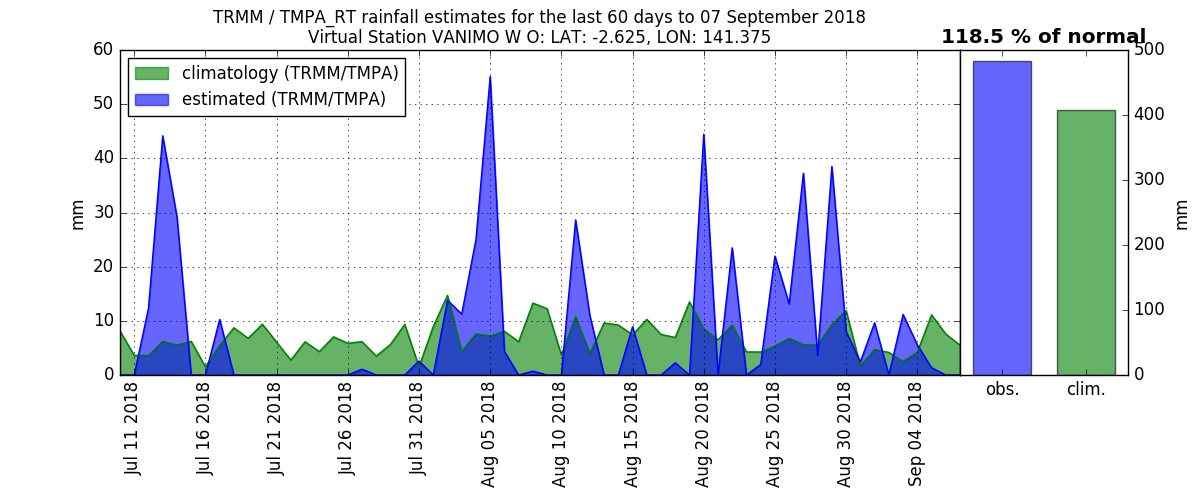 TRMM / TMPA_RT rainfall estimates for the last 60 days to 07 September 2018
Virtual Station VANIMO W O: LAT: -2.625, LON: 141.375
118.5 % of normal
climatology (TRMM/TMPA)
estimated (TRMM/TMPA)
60
50
40
30
20
10
0
mm
Jul 11 2018
Jul 16 2018
Jul 21 2018
Jul 26 2018
Jul 31 2018
Aug 05 2018
Aug 10 2018
Aug 15 2018
Aug 20 2018
Aug 25 2018
Aug 30 2018
Sep 04 2018
obs.
clim.
500
400
300
200
100
0
mm